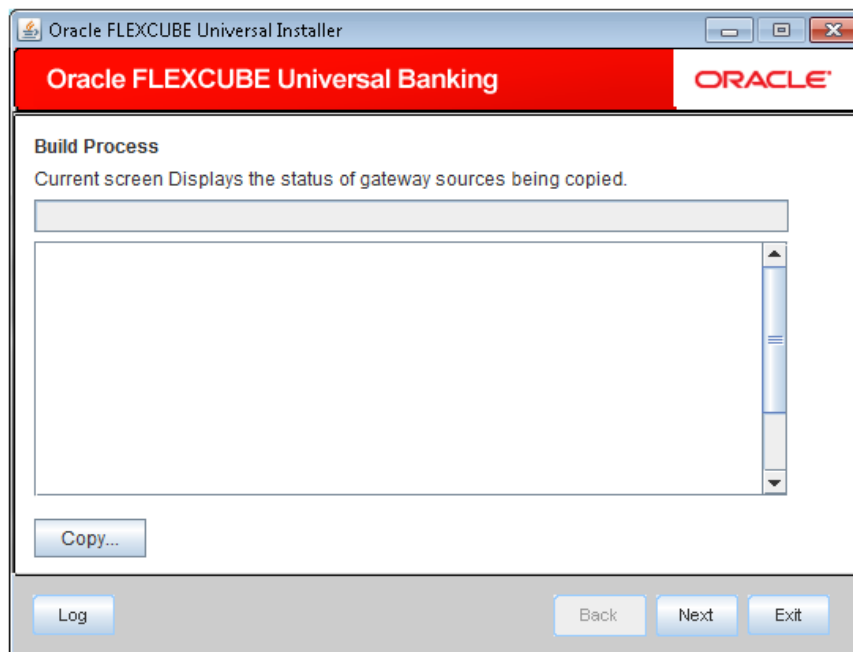 Oracle FLEXCUBE Universal Installer
Oracle FLEXCUBE Universal Banking
ORACLE
Build Process
Current screen Displays the status of gateway sources being copied.
Copy...
Log
Back
Next
Exit